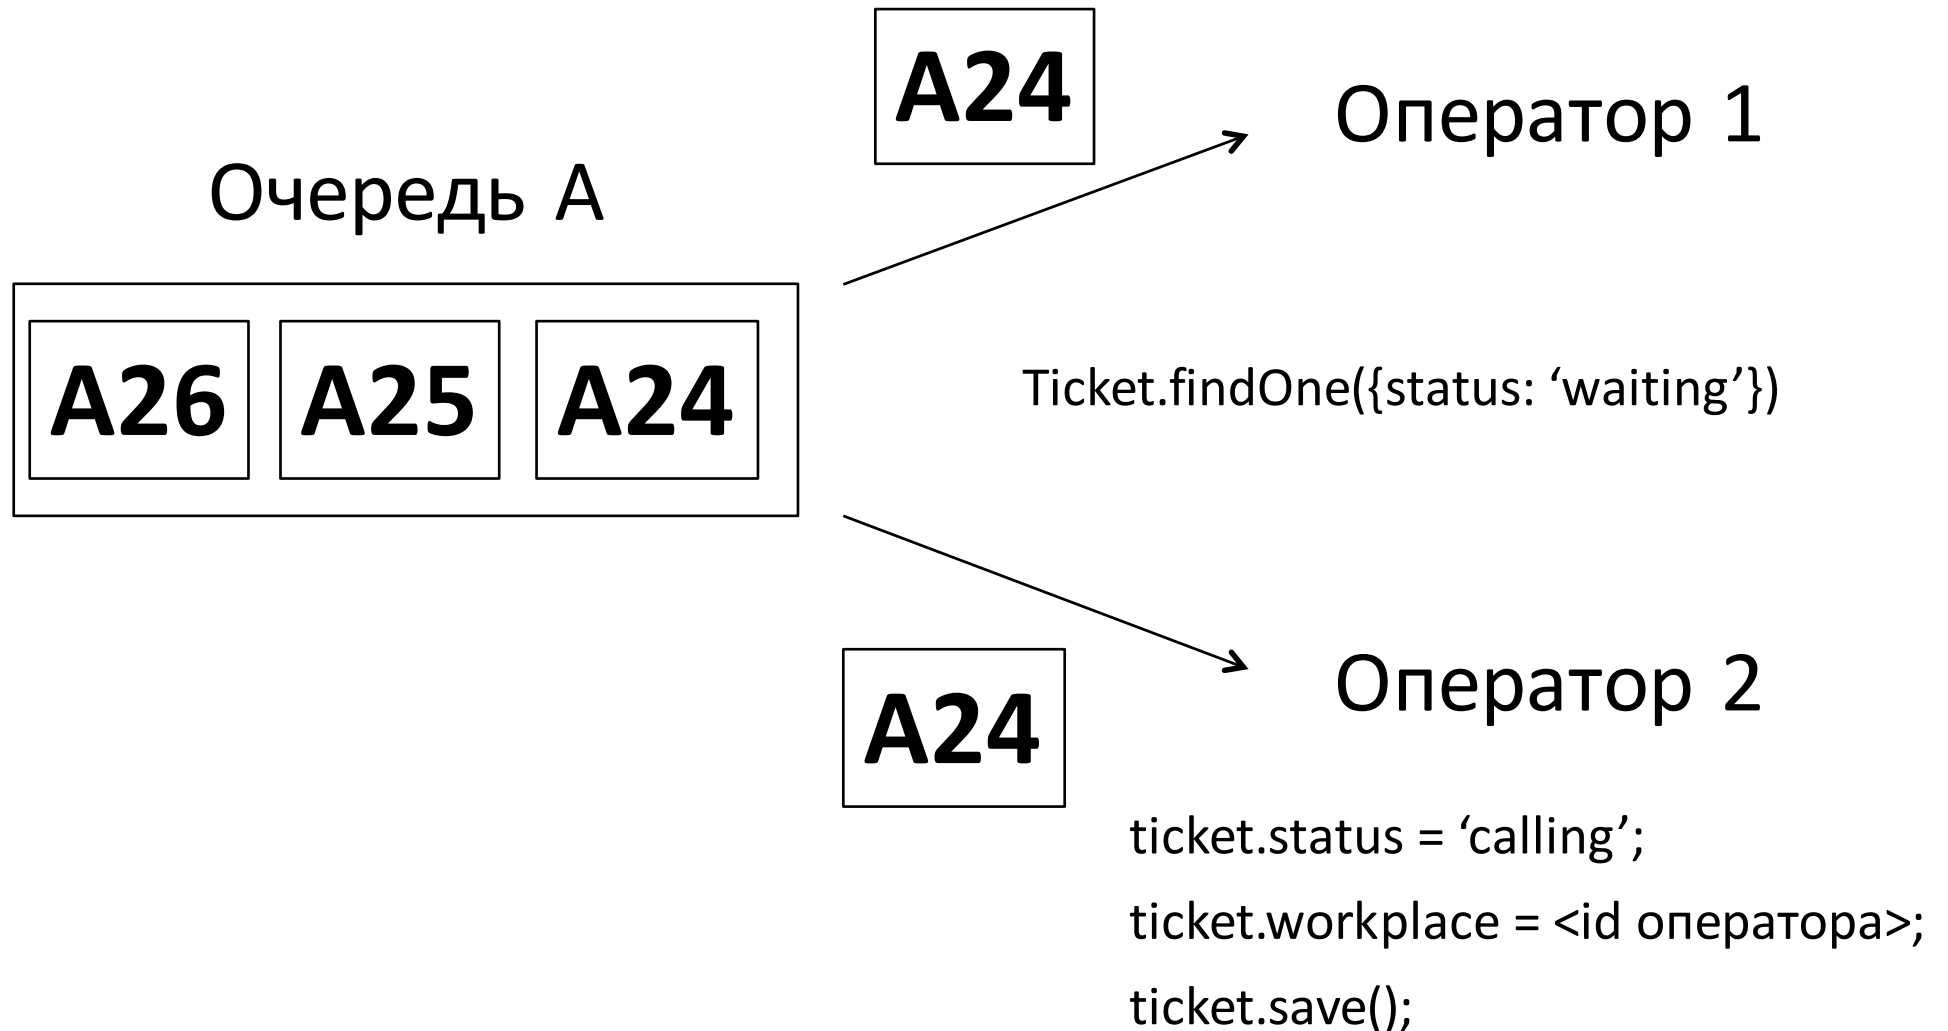 A24
Оператор 1
Очередь А
A26 A25 A24
Ticket.findOne({status: ‘waiting’})
A24
Оператор 2
ticket.status = ‘calling’;
ticket.workplace = <id оператора>;
ticket.save();